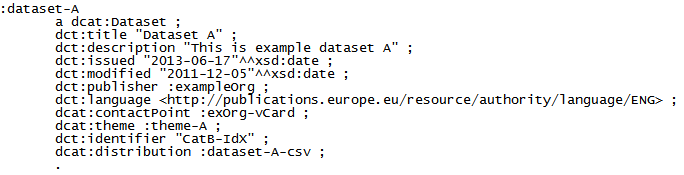 :dataset-A
a dcat:Dataset ;
dct:title "Dataset A" ;
dct:description "This is example dataset A" ;
dct:issued "2013-06-17"^^xsd:date ;
dct:modified "2011-12-05"^^xsd:date ;
dct:publisher :exampleOrg ;
dct:language <http://publications.europe.eu/resource/authority/language/ENG> ;
dcat:contactPoint :exOrg-vCard ;
dcat:theme :theme-A ;
dct:identifier "CatB-IdX" ;
dcat:distribution :dataset-A-csv ;
.